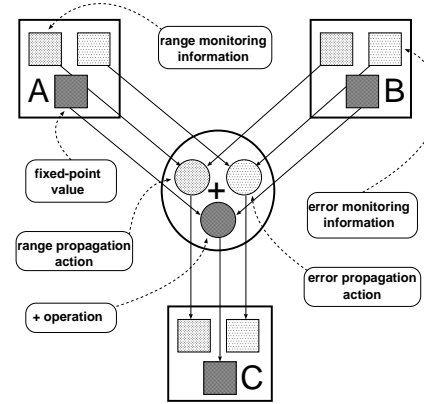 range monitoring
information
A
B
fixed-point
value
+
range propagation
action
error monitoring
information
error propagation
action
+ operation
C